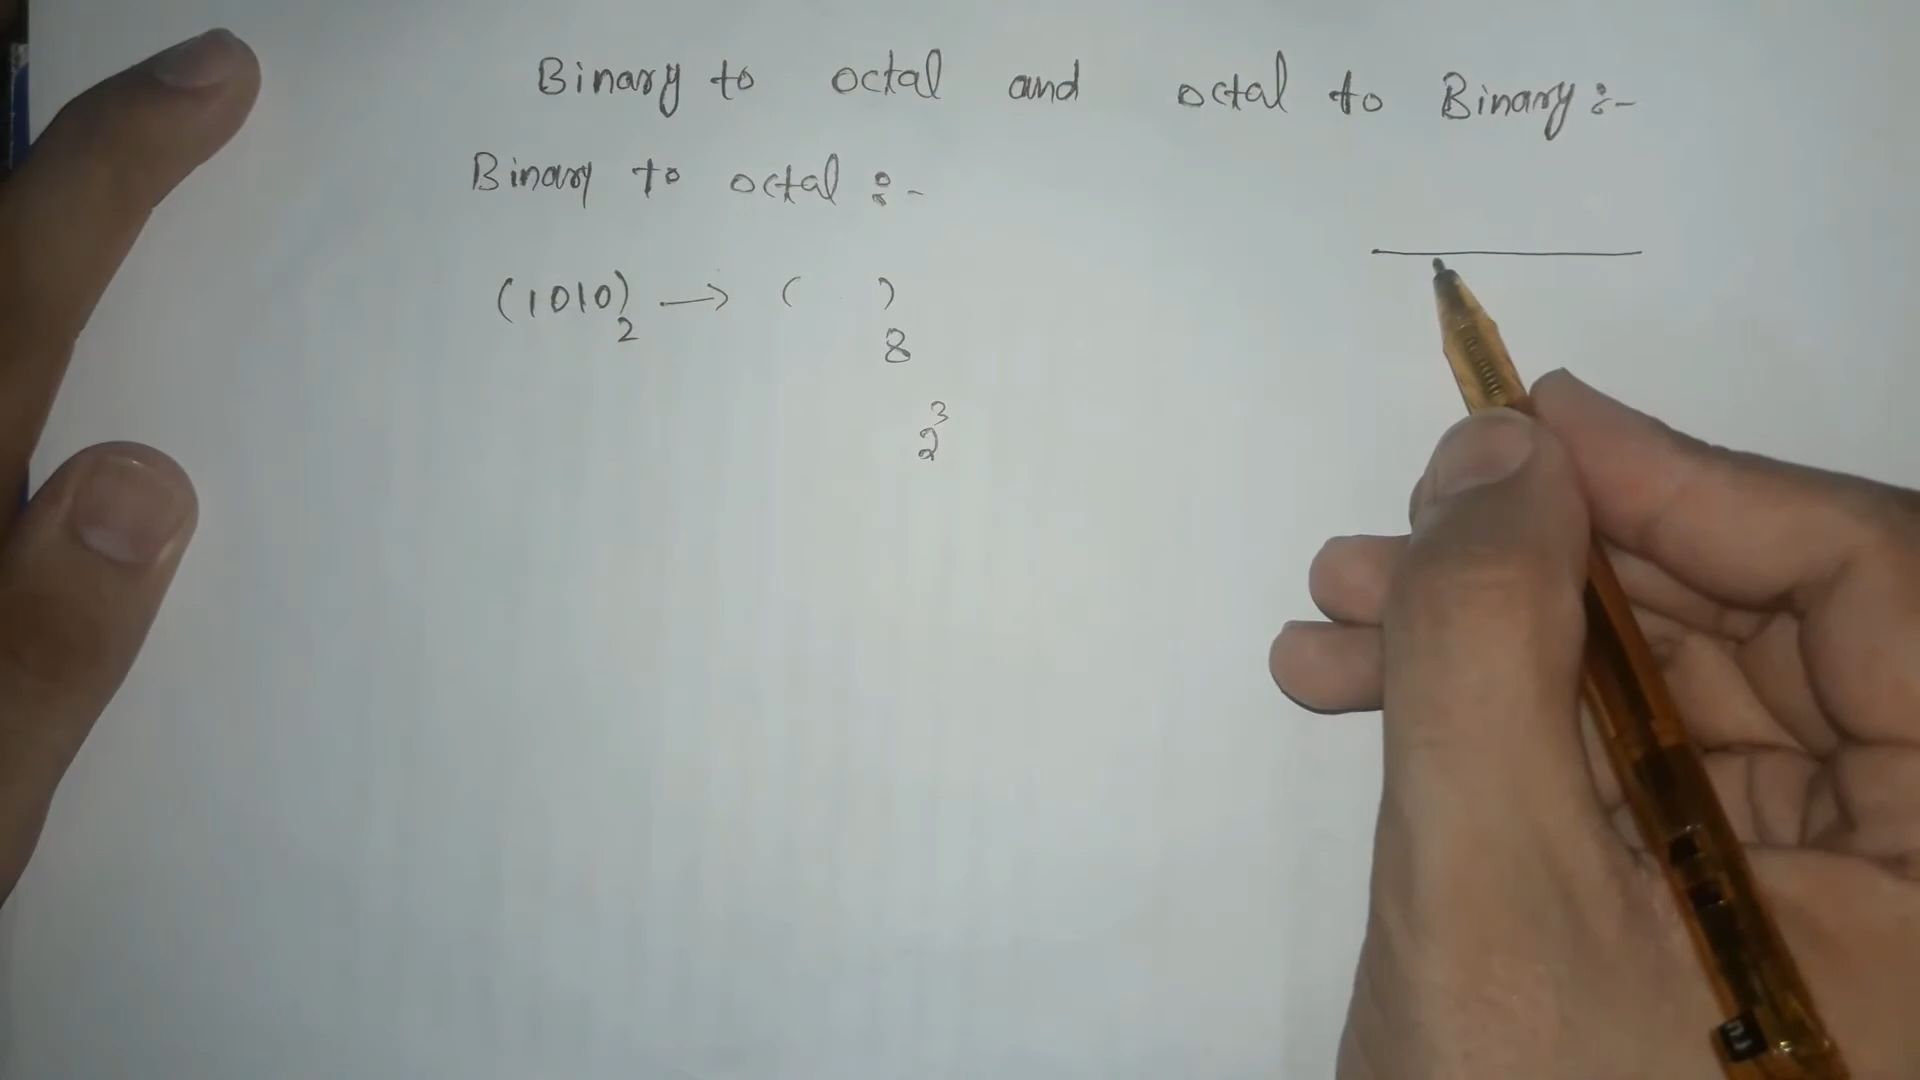 Binary to octal and octal to Binary :-
Binary to octal :-
(1010)₂ → ( )₈
2³